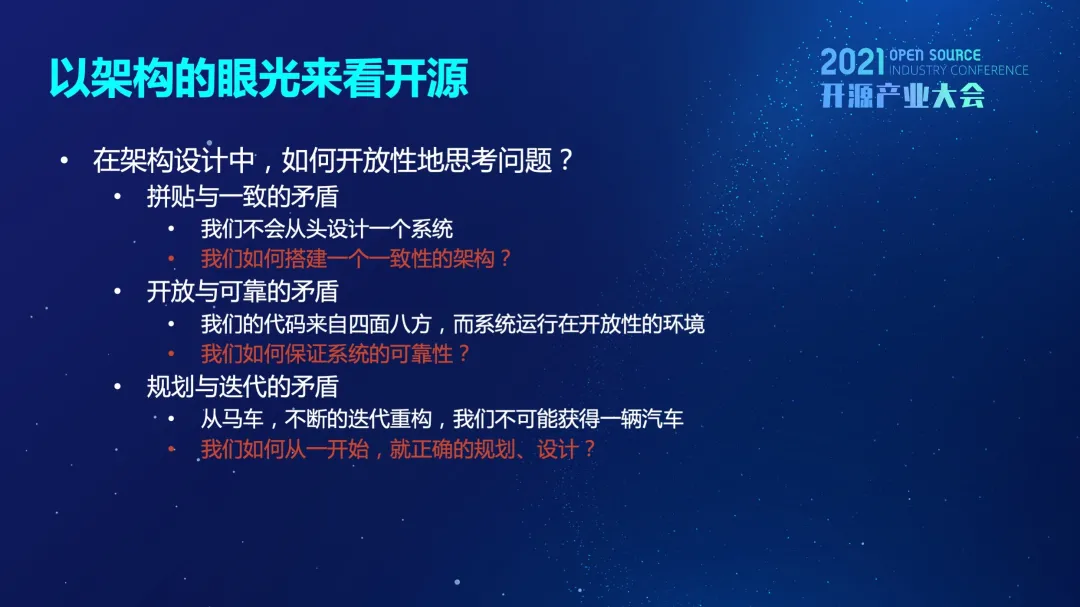 以架构的眼光来看开源
2021 OPEN SOURCE
INDUSTRY CONFERENCE
开源产业大会
• 在架构设计中，如何开放性地思考问题？
• 拼贴与一致的矛盾
• 我们不会从头设计一个系统
• 我们如何搭建一个一致性的架构？
• 开放与可靠的矛盾
• 我们的代码来自四面八方，而系统运行在开放性的环境
• 我们如何保证系统的可靠性？
• 规划与迭代的矛盾
• 从马车，不断的迭代重构，我们不可能获得一辆汽车
• 我们如何从一开始，就正确的规划、设计？